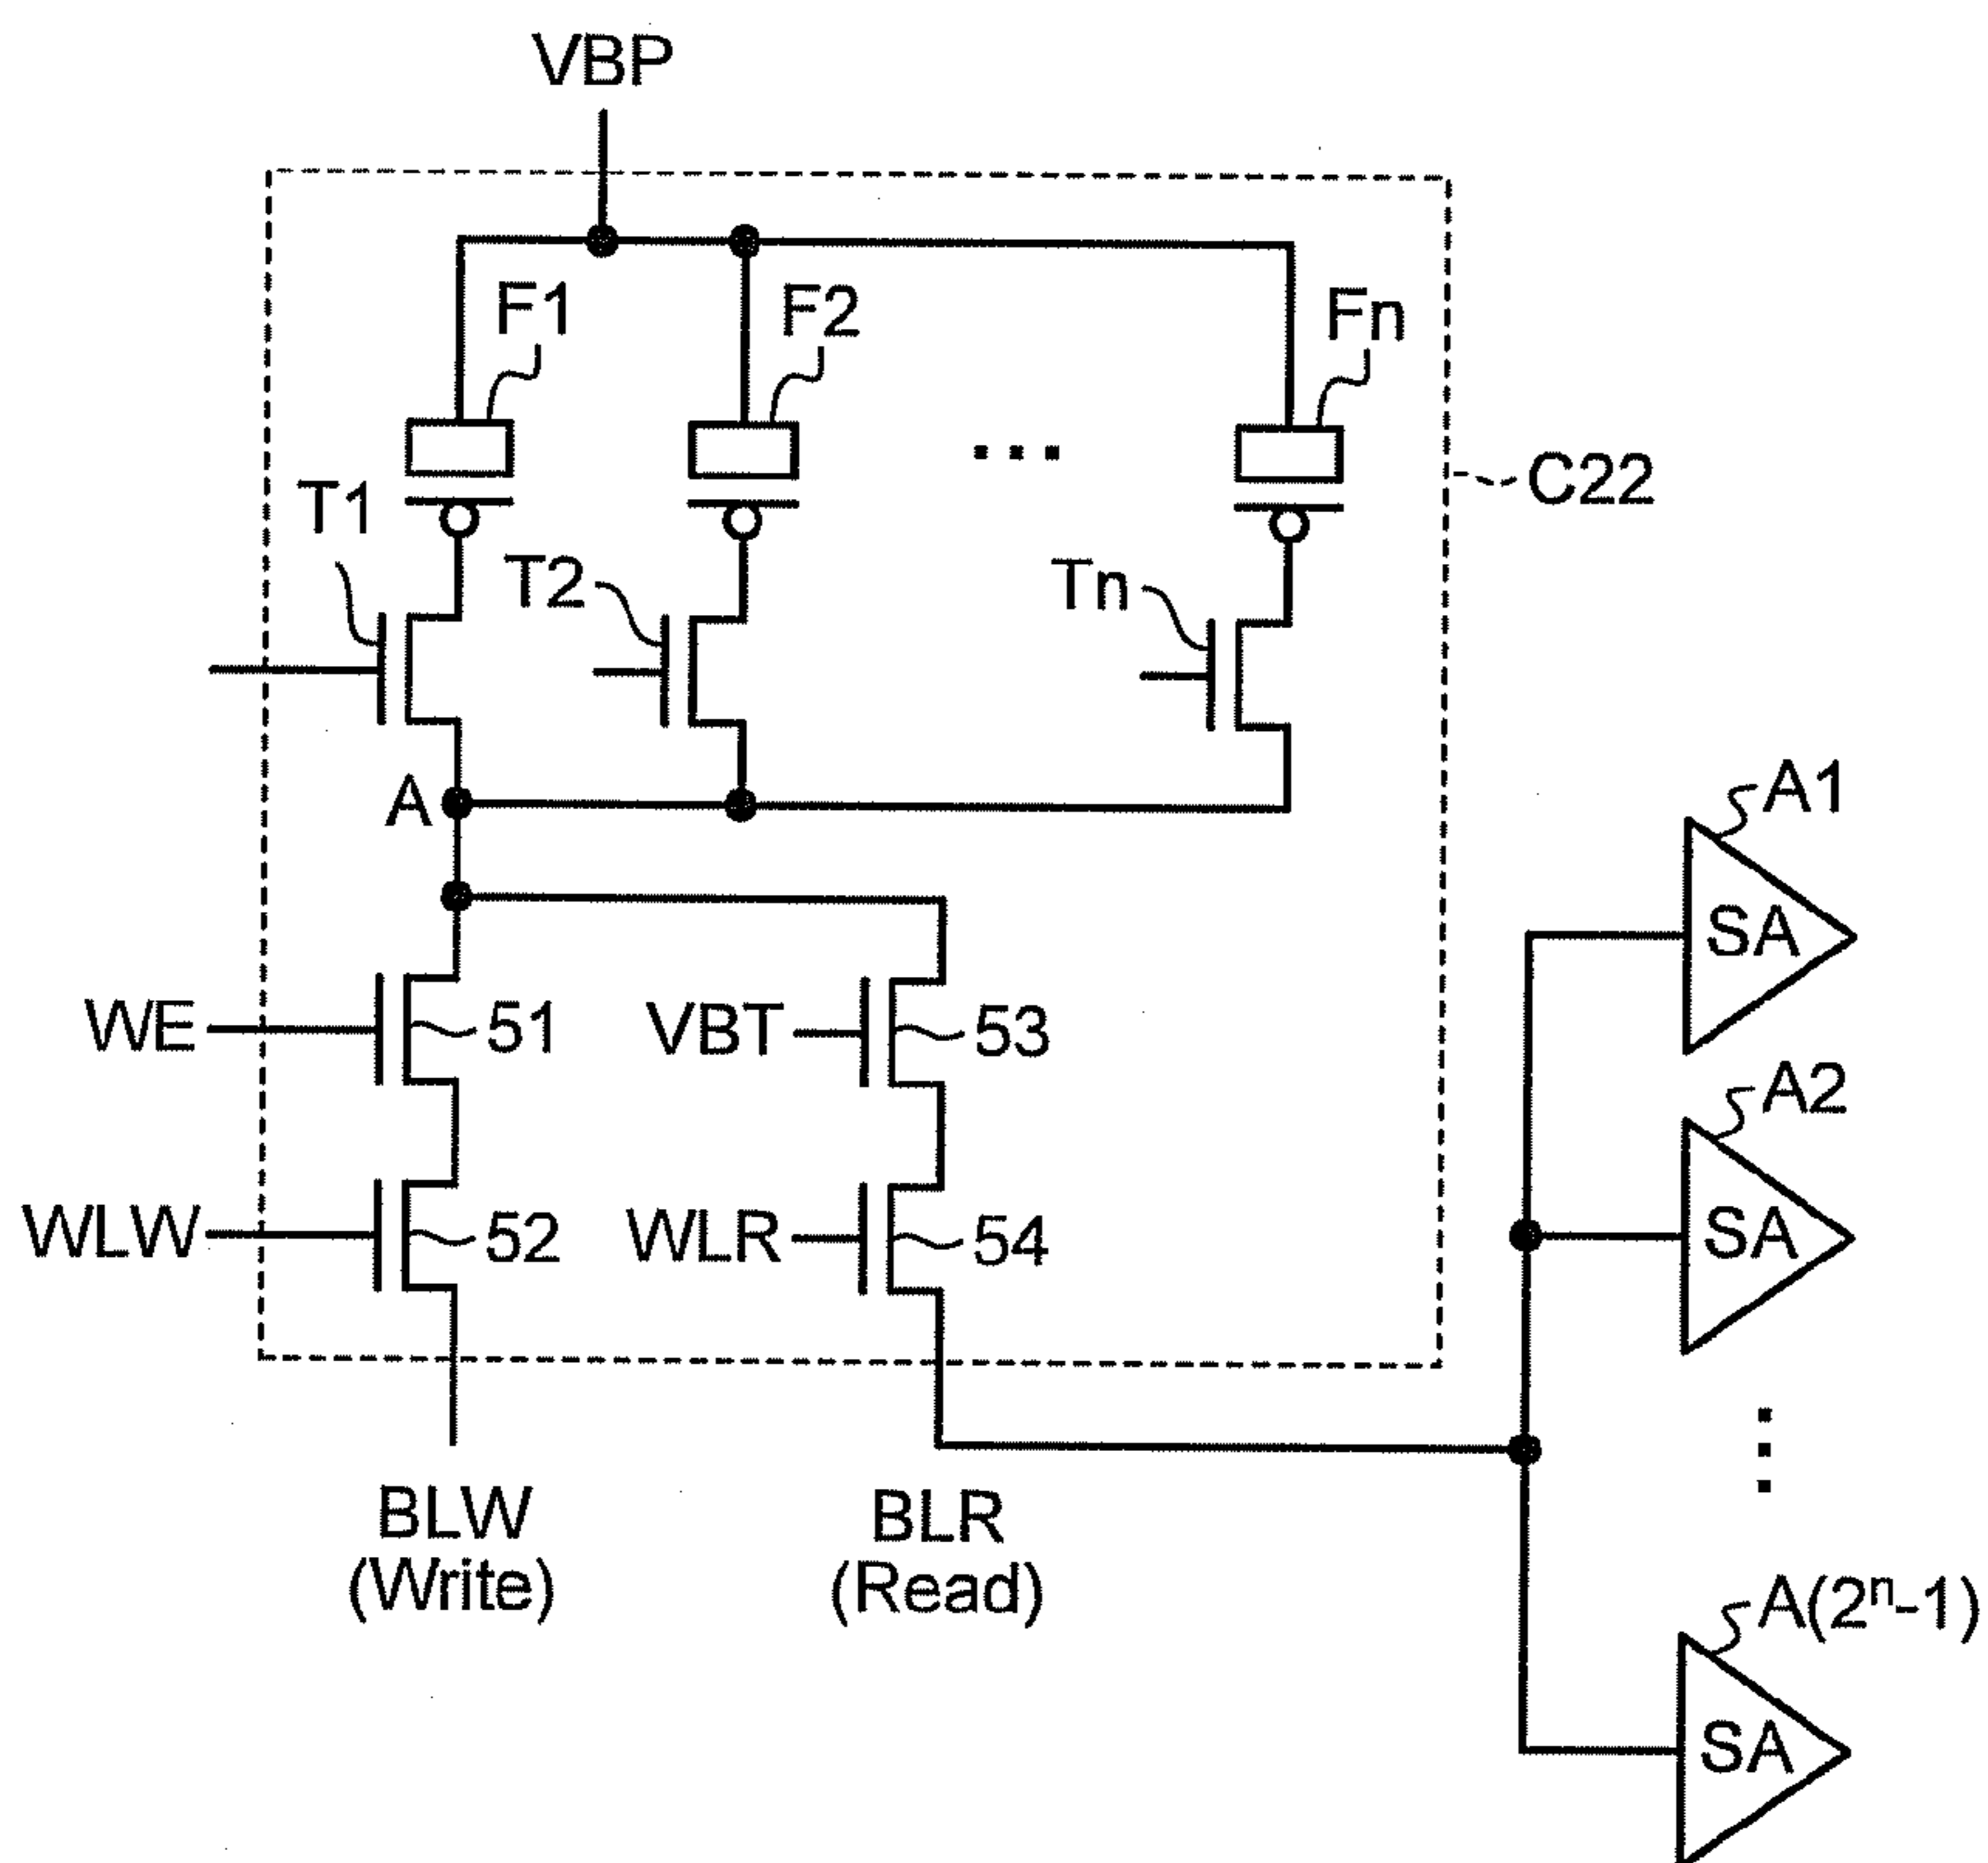 VBP
F1
F2
Fn
...
C22
T1
T2
Tn
A
A1
SA
WE
51
VBT
53
A2
SA
WLW
52
WLR
54
BLW
(Write)
BLR
(Read)
A(2ⁿ-1)
SA